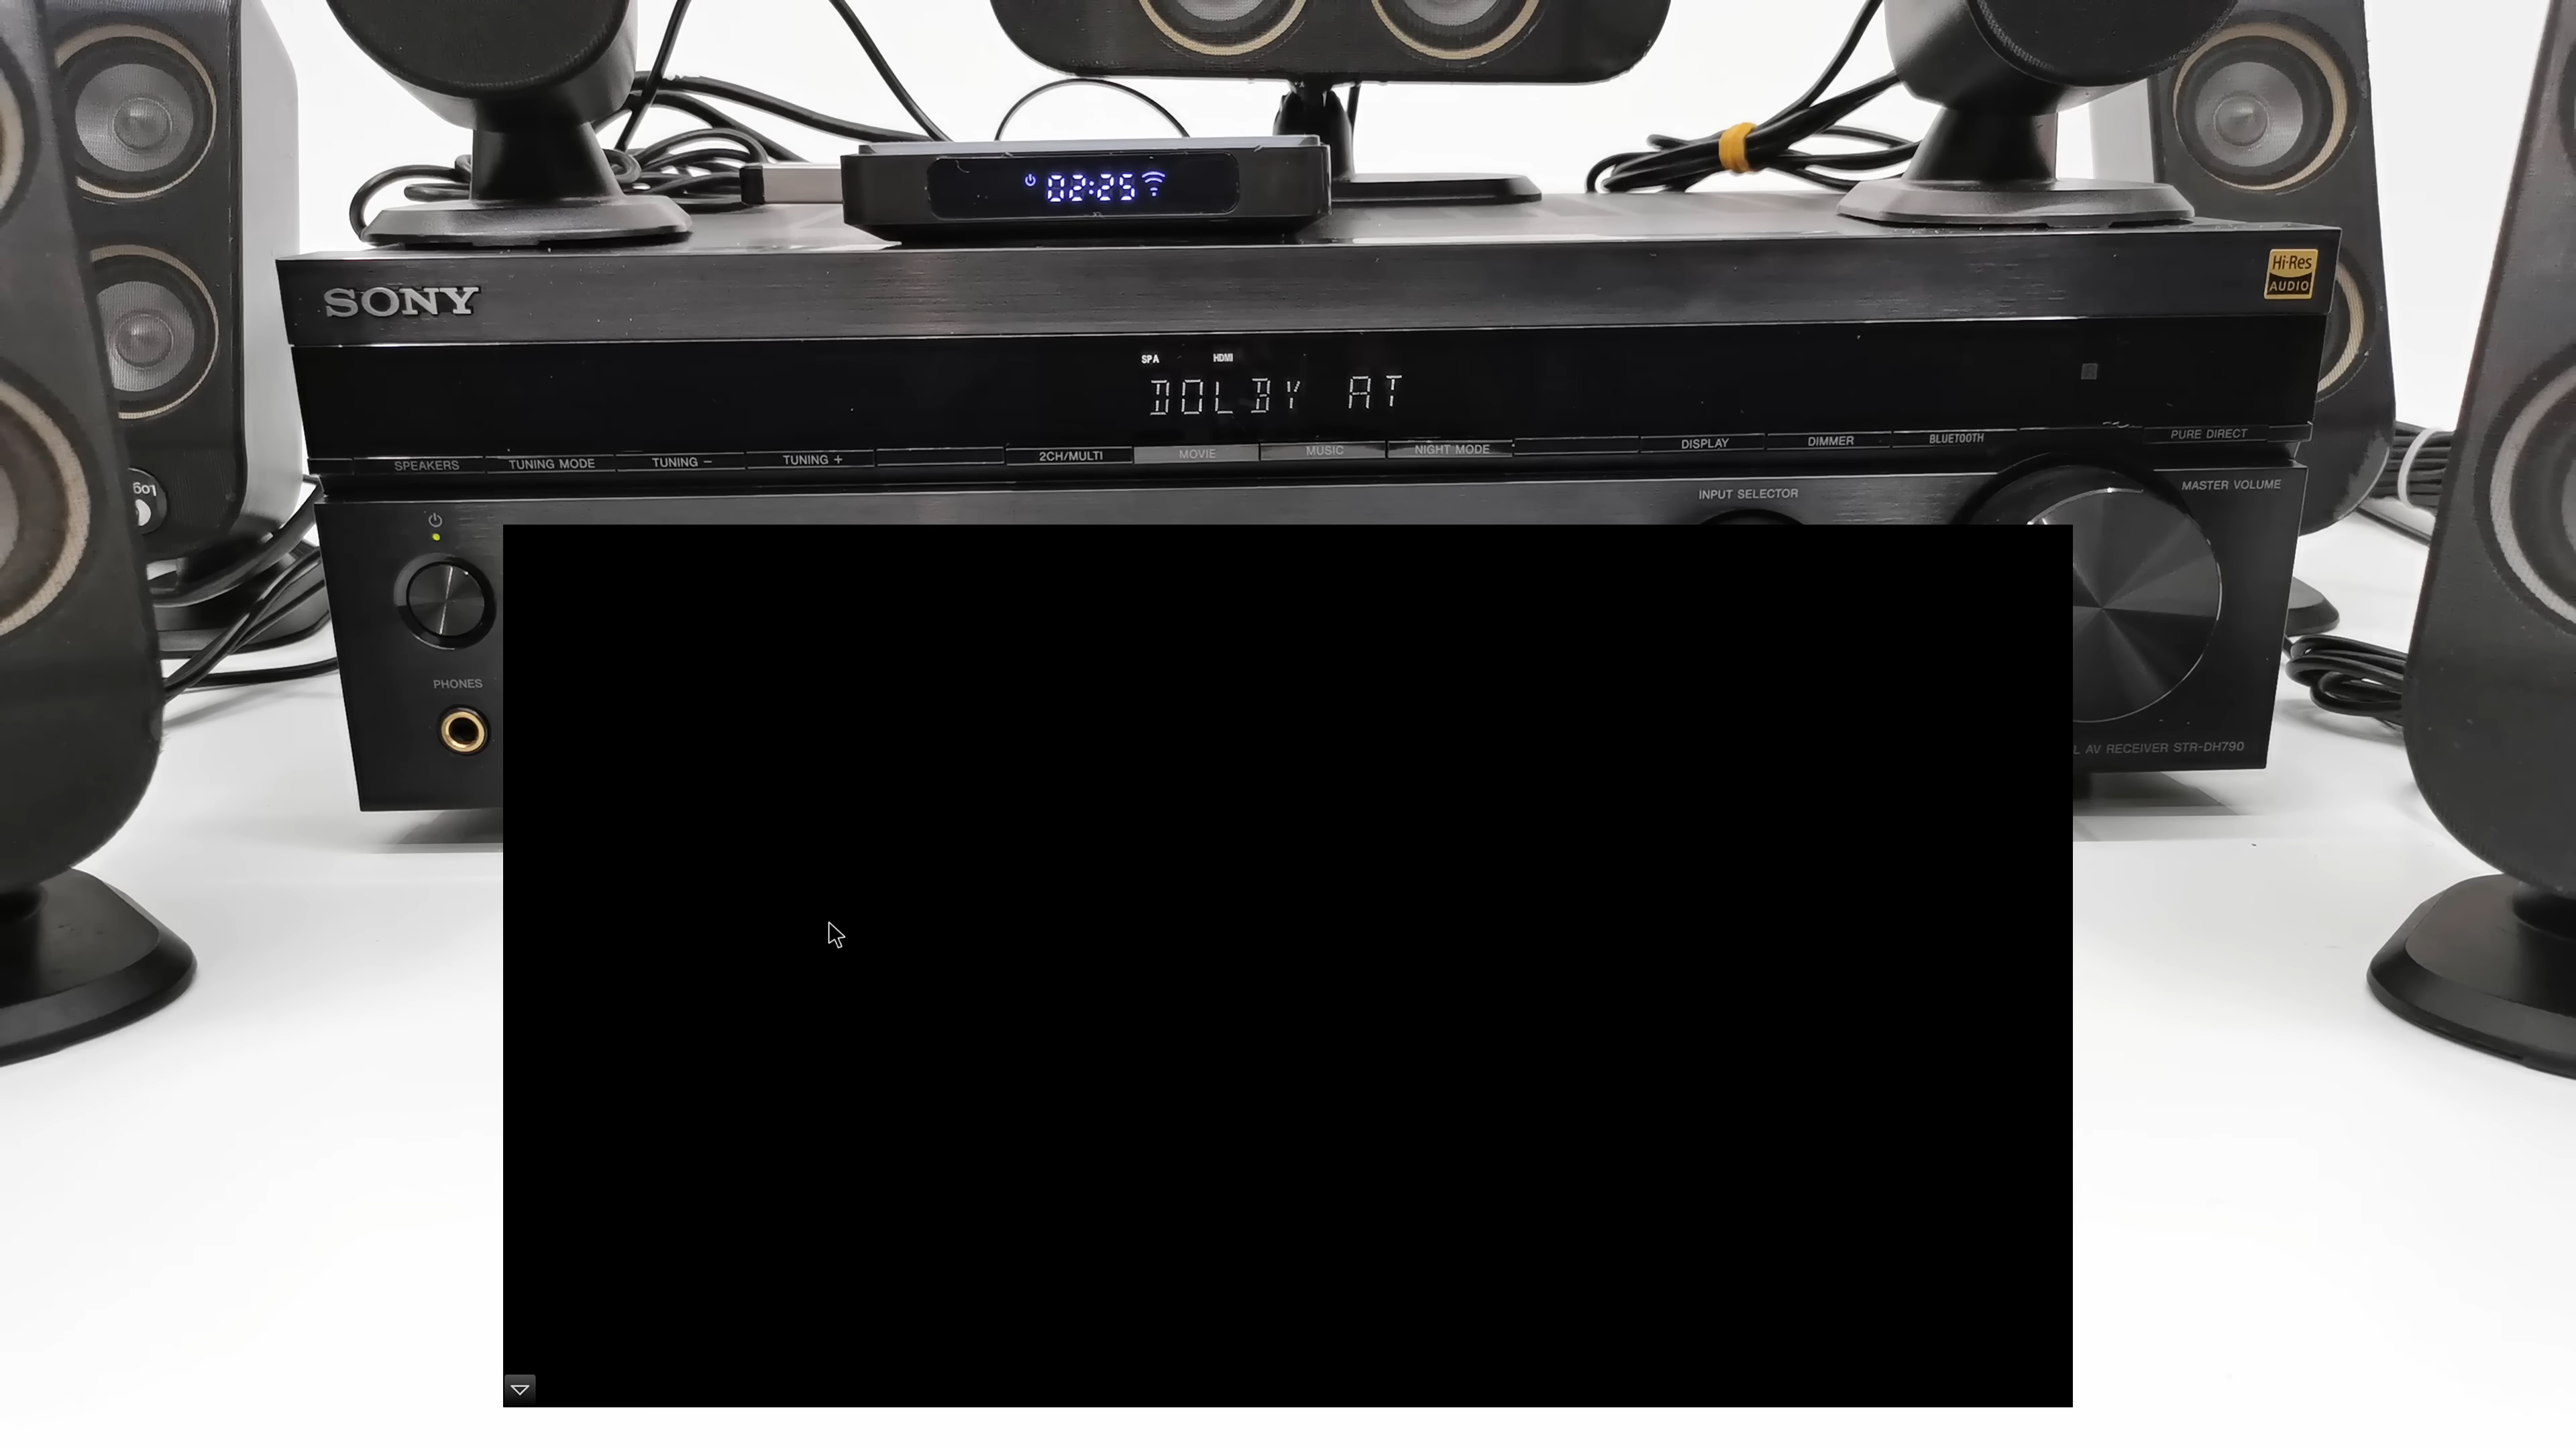 02:25
SONY
Hi-Res
AUDIO
SPA HDMI
DOLBY AT
SPEAKERS TUNING MODE TUNING − TUNING + 2CH/MULTI MOVIE MUSIC NIGHT MODE DISPLAY DIMMER BLUETOOTH PURE DIRECT
INPUT SELECTOR
MASTER VOLUME
Log
PHONES
L AV RECEIVER STR-DH790